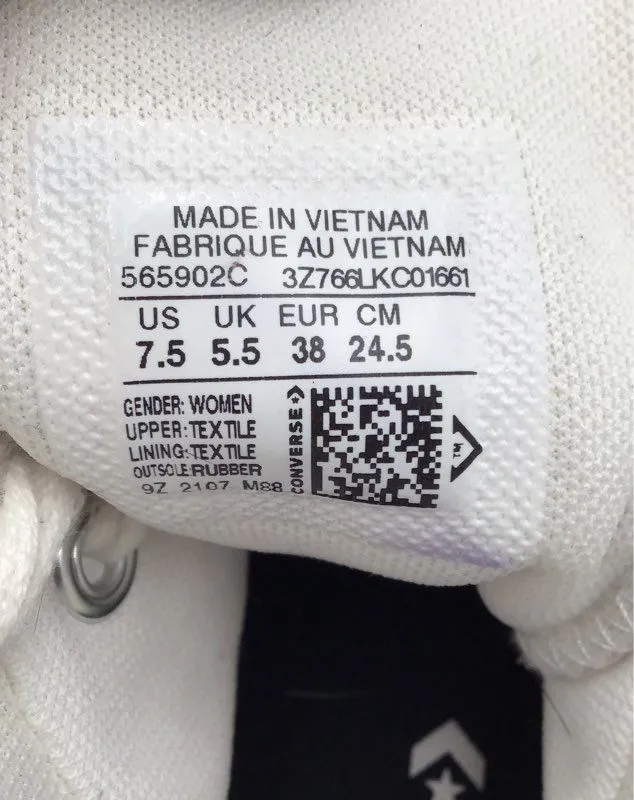 MADE IN VIETNAM
FABRIQUE AU VIETNAM
565902C 3Z766LKC01661
US UK EUR CM
7.5 5.5 38 24.5
GENDER: WOMEN
UPPER:TEXTILE
LINING:TEXTILE
OUTSOLE:RUBBER
9Z 2107 M88
CONVERSE
TM